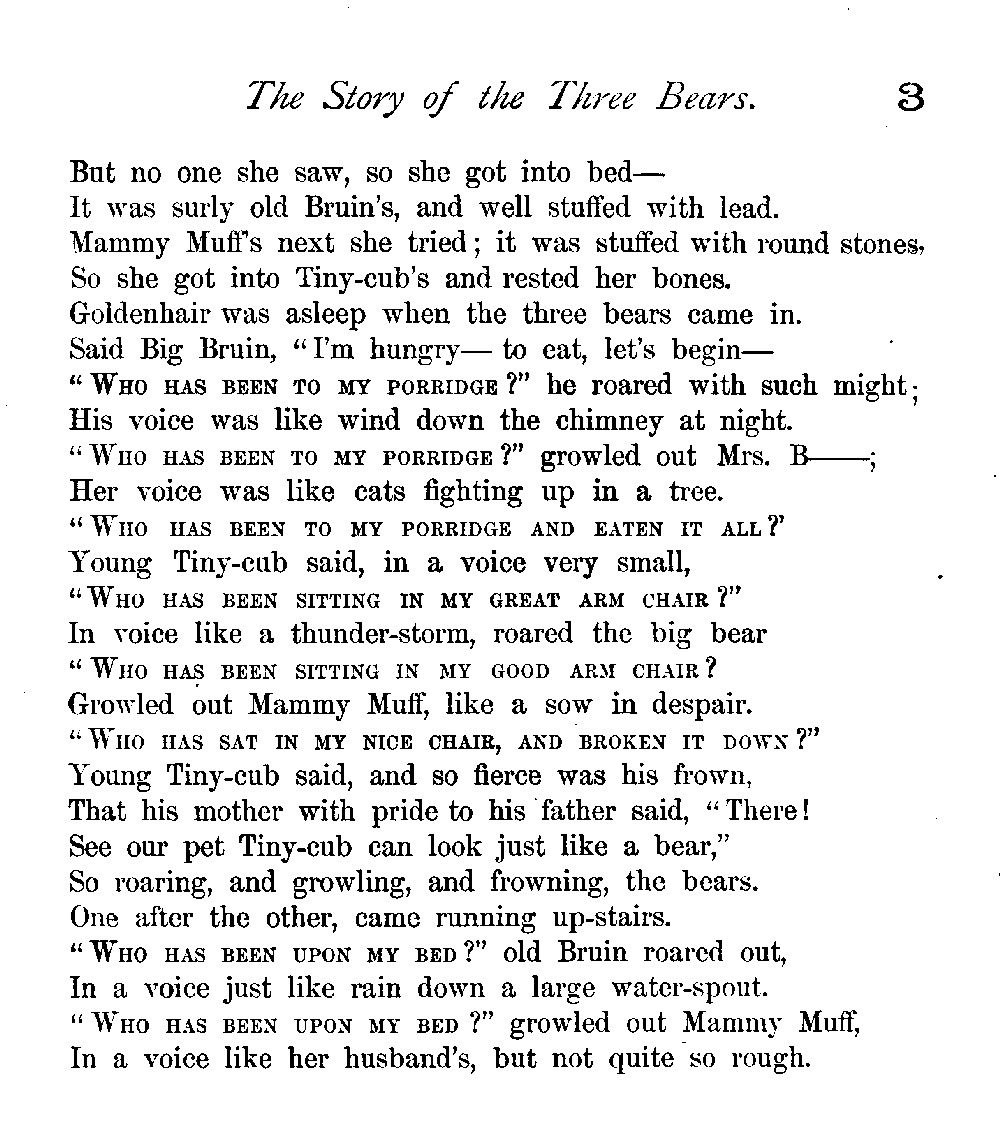 The Story of the Three Bears. 3
But no one she saw, so she got into bed—
It was surly old Bruin's, and well stuffed with lead.
Mammy Muff's next she tried; it was stuffed with round stones,
So she got into Tiny-cub's and rested her bones.
Goldenhair was asleep when the three bears came in.
Said Big Bruin, "I'm hungry— to eat, let's begin—
"WHO HAS BEEN TO MY PORRIDGE?" he roared with such might;
His voice was like wind down the chimney at night.
"WHO HAS BEEN TO MY PORRIDGE?" growled out Mrs. B——;
Her voice was like cats fighting up in a tree.
"WHO HAS BEEN TO MY PORRIDGE AND EATEN IT ALL?'
Young Tiny-cub said, in a voice very small,
"WHO HAS BEEN SITTING IN MY GREAT ARM CHAIR?"
In voice like a thunder-storm, roared the big bear
"WHO HAS BEEN SITTING IN MY GOOD ARM CHAIR?
Growled out Mammy Muff, like a sow in despair.
"WHO HAS SAT IN MY NICE CHAIR, AND BROKEN IT DOWN?"
Young Tiny-cub said, and so fierce was his frown,
That his mother with pride to his father said, "There!
See our pet Tiny-cub can look just like a bear,"
So roaring, and growling, and frowning, the bears.
One after the other, came running up-stairs.
"WHO HAS BEEN UPON MY BED?" old Bruin roared out,
In a voice just like rain down a large water-spout.
"WHO HAS BEEN UPON MY BED?" growled out Mammy Muff,
In a voice like her husband's, but not quite so rough.